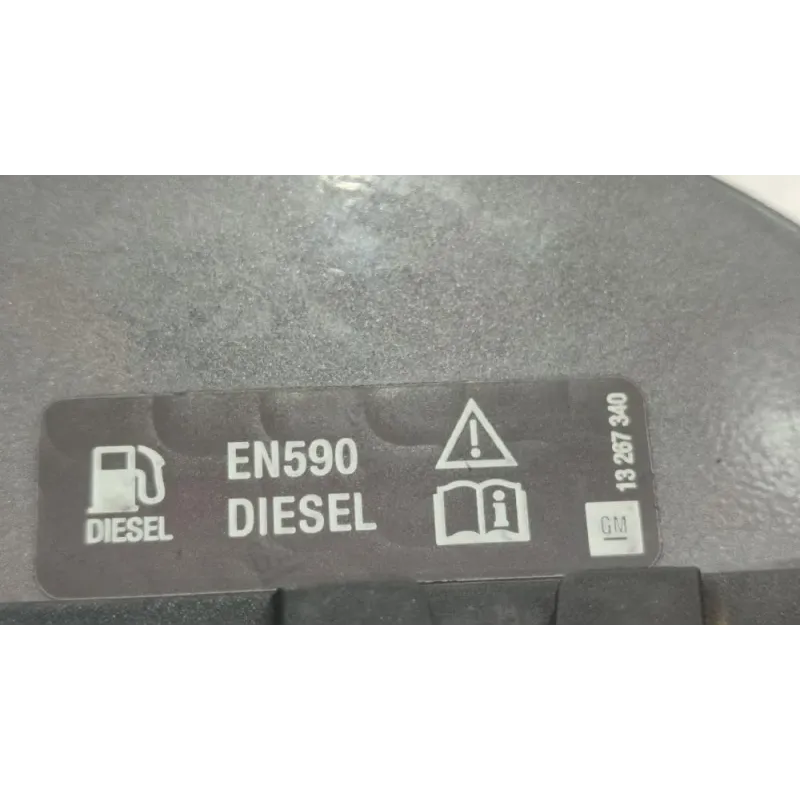 DIESEL
EN590
DIESEL
13 267 340
GM